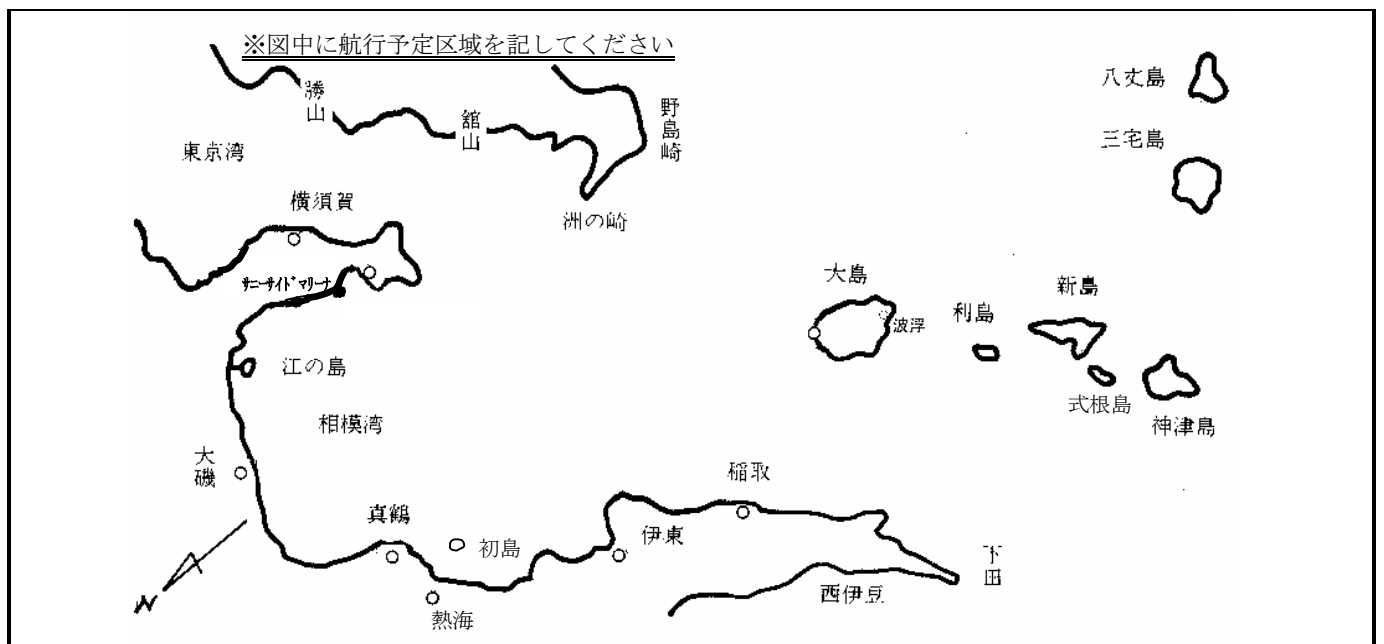 ※図中に航行予定区域を記してください
勝山
舘山
野島崎
八丈島
三宅島
東京湾
横須賀
洲の崎
サニーサイドマリーナ
大島
波浮
利島
新島
式根島
神津島
江の島
相模湾
大磯
真鶴
初島
熱海
伊東
稲取
下田
西伊豆
N